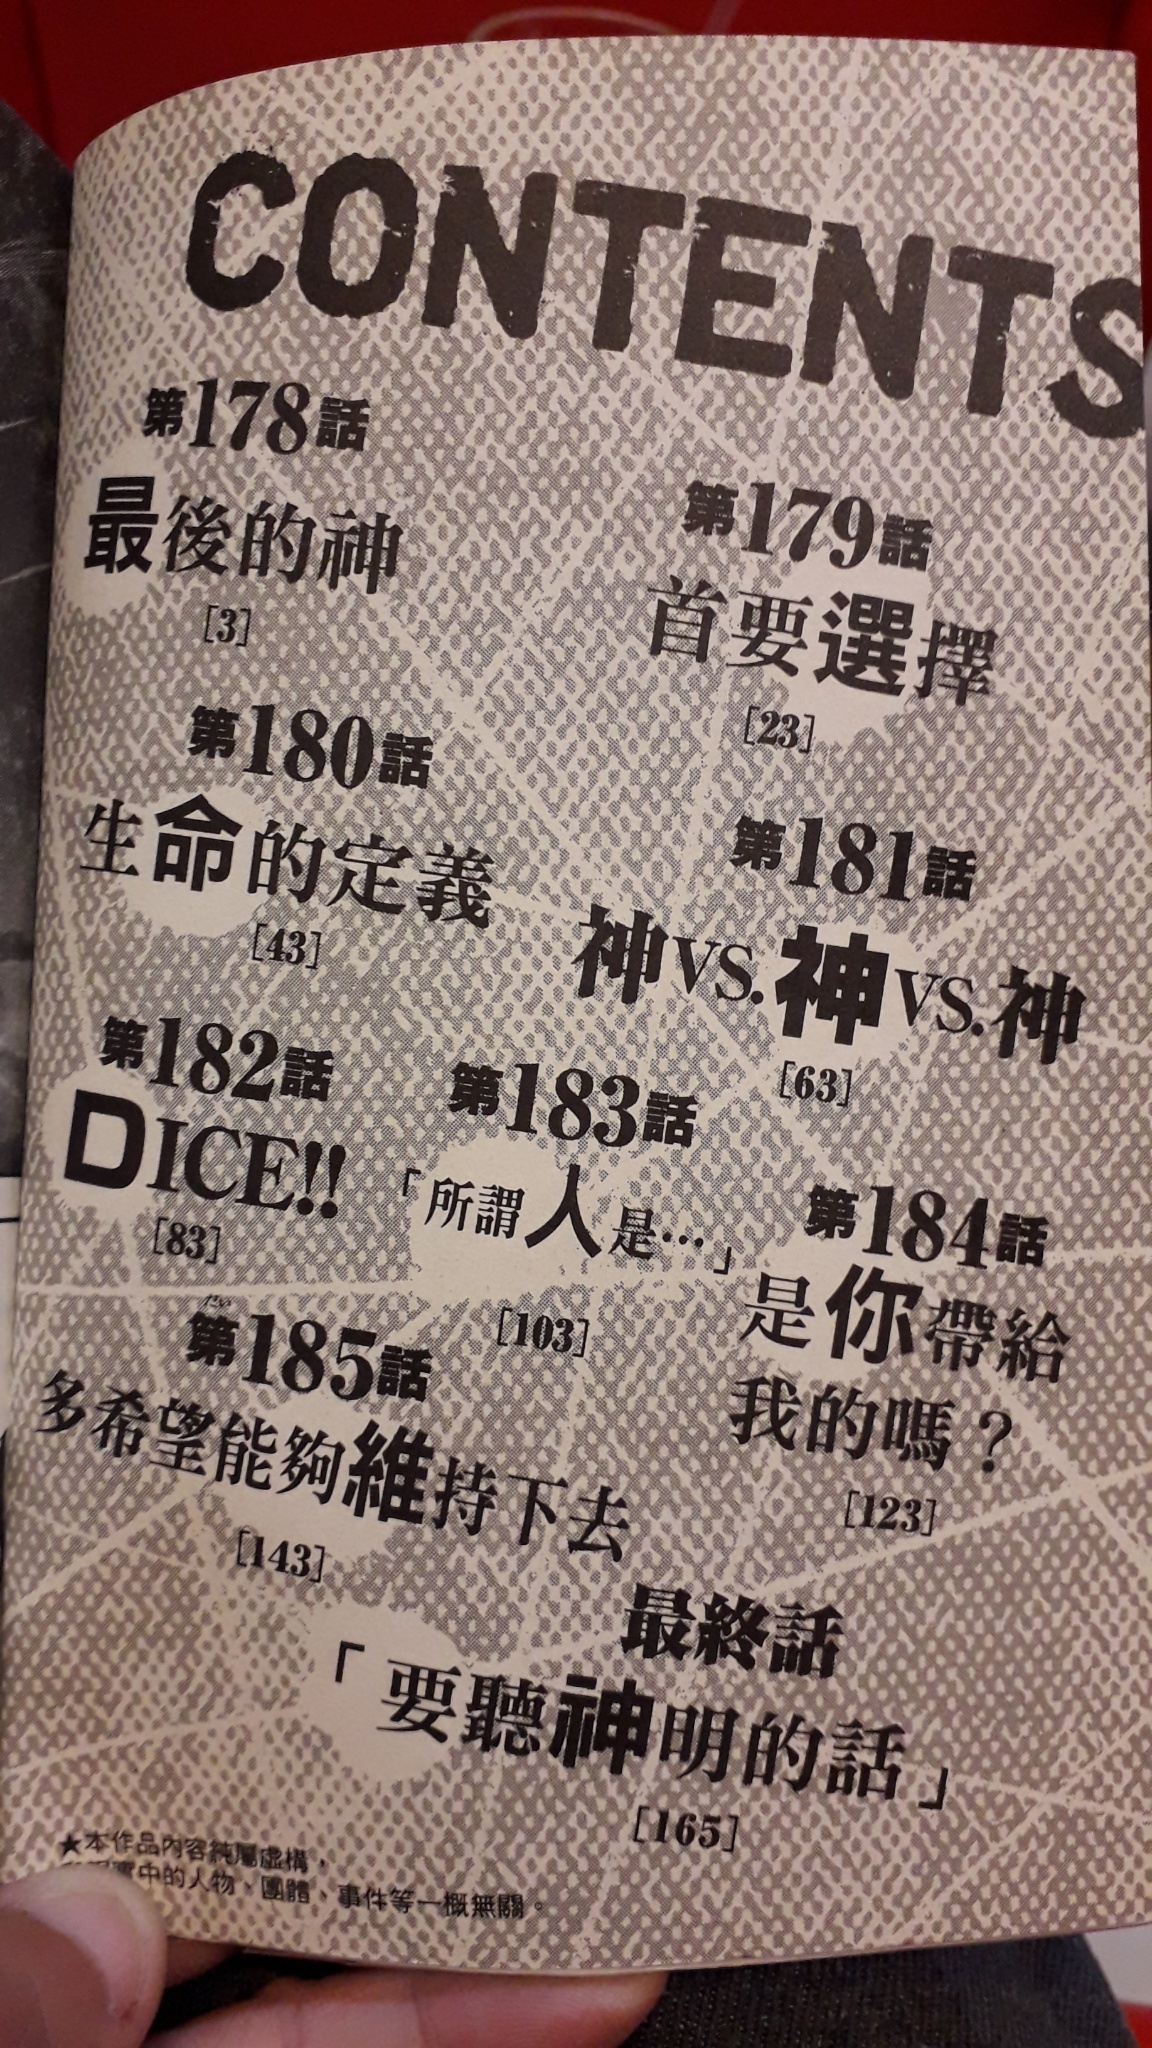 CONTENTS
第178話
最後的神
[3]
第179話
首要選擇
[23]
第180話
生命的定義
[43]
第181話
神VS.神VS.神
[63]
第182話
DICE!!
[83]
第183話
「所謂人是…」
[103]
第184話
是你帶給
我的嗎？
[123]
だい
第185話
多希望能夠維持下去
[143]
最終話
「要聽神明的話」
[165]
★本作品內容純屬虛構，
實中的人物、團體、事件等一概無關。